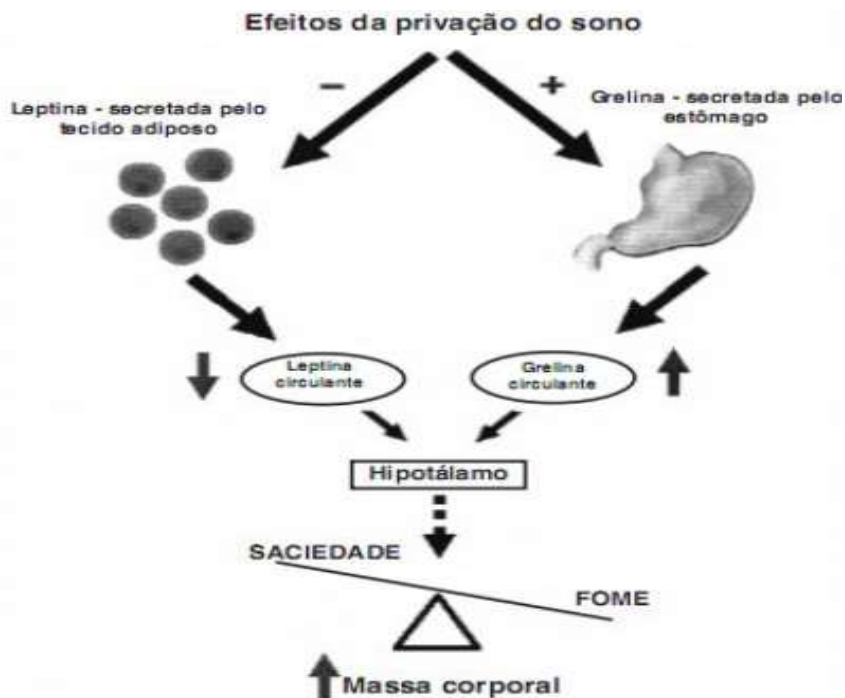 Efeitos da privação do sono
−
+
Leptina - secretada pelo
tecido adiposo
Grelina - secretada pelo
estômago
Leptina
circulante
Grelina
circulante
Hipotálamo
SACIEDADE
FOME
Massa corporal